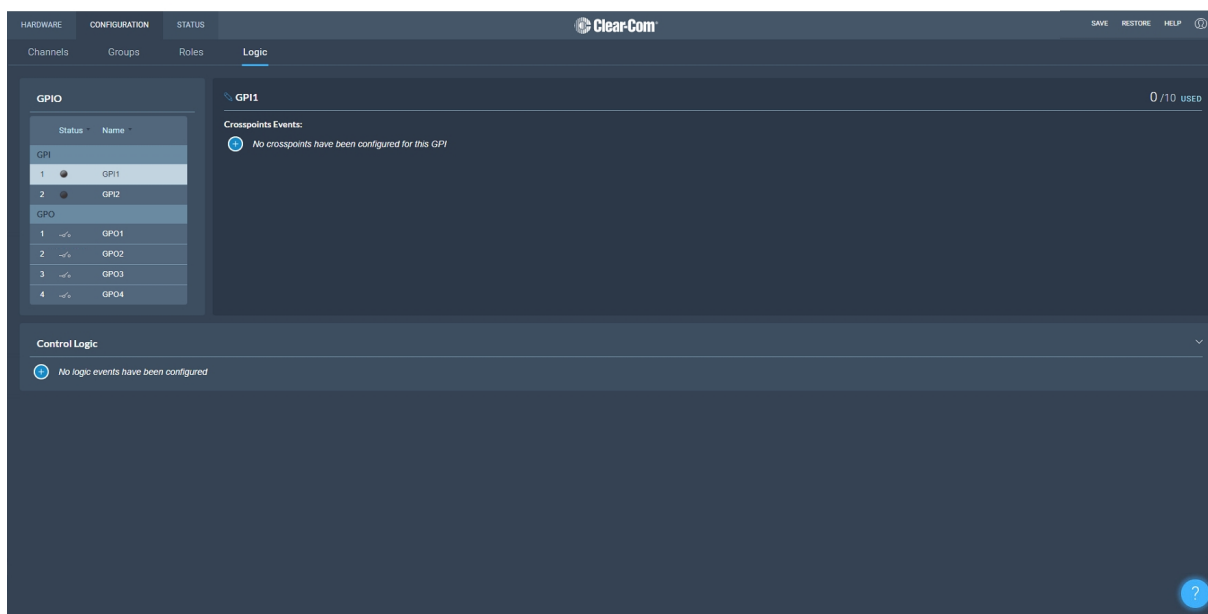 HARDWARE CONFIGURATION STATUS Clear-Com SAVE RESTORE HELP
Channels Groups Roles Logic
GPIO
Status Name
GPI
1 GPI1
2 GPI2
GPO
1 GPO1
2 GPO2
3 GPO3
4 GPO4
GPI1 0/10 USED
Crosspoints Events:
+ No crosspoints have been configured for this GPI
Control Logic
+ No logic events have been configured
?